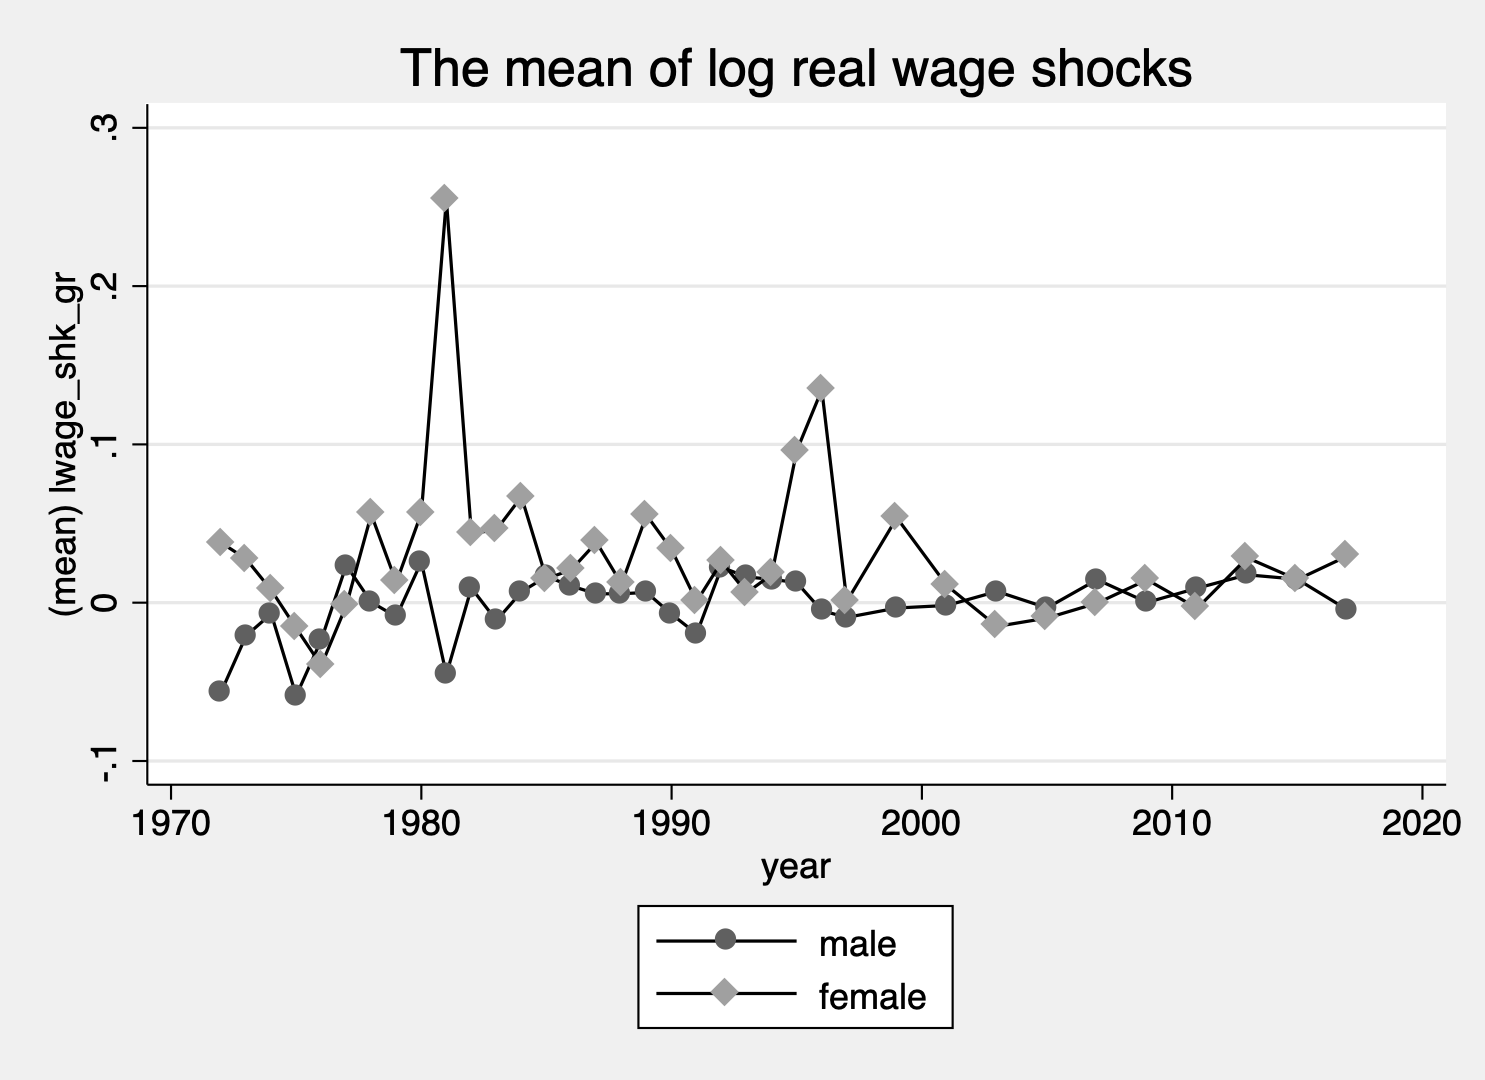 The mean of log real wage shocks
(mean) lwage_shk_gr
.3
.2
.1
0
-.1
1970 1980 1990 2000 2010 2020
year
male
female